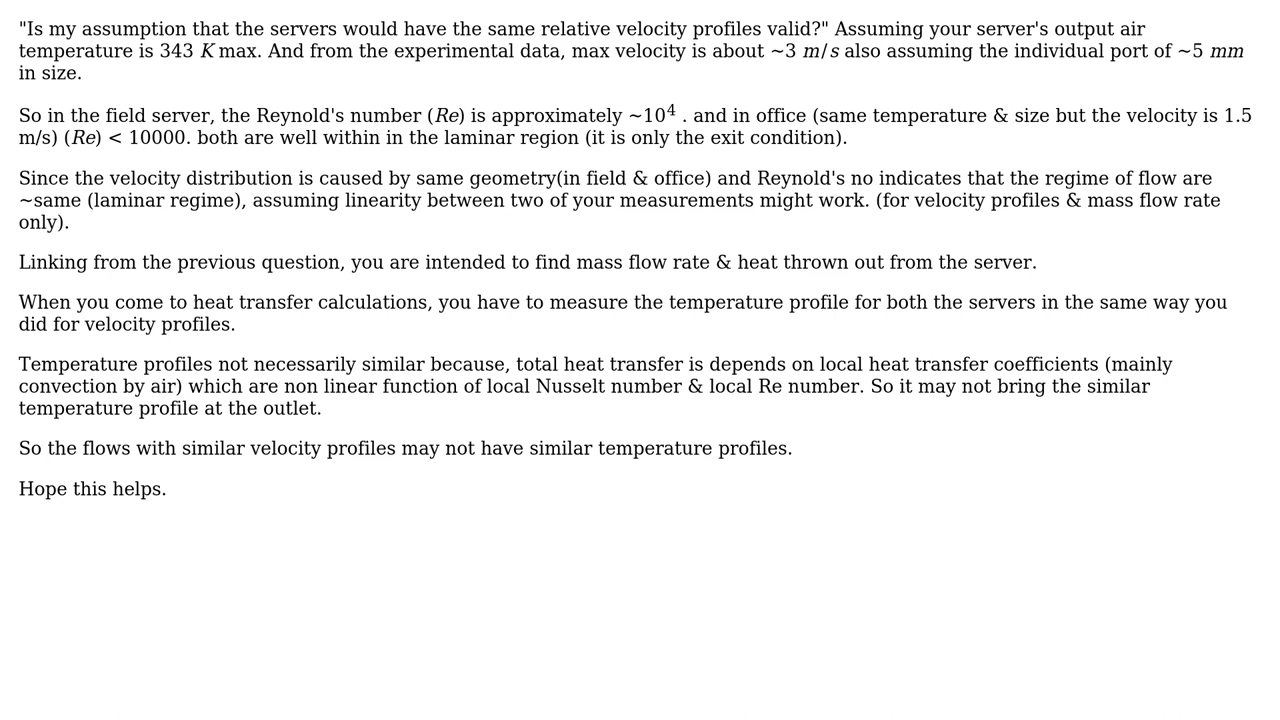 "Is my assumption that the servers would have the same relative velocity profiles valid?" Assuming your server's output air
temperature is 343 K max. And from the experimental data, max velocity is about ~3 m/s also assuming the individual port of ~5 mm
in size.
So in the field server, the Reynold's number (Re) is approximately ~10⁴ . and in office (same temperature & size but the velocity is 1.5
m/s) (Re) < 10000. both are well within in the laminar region (it is only the exit condition).
Since the velocity distribution is caused by same geometry(in field & office) and Reynold's no indicates that the regime of flow are
~same (laminar regime), assuming linearity between two of your measurements might work. (for velocity profiles & mass flow rate
only).
Linking from the previous question, you are intended to find mass flow rate & heat thrown out from the server.
When you come to heat transfer calculations, you have to measure the temperature profile for both the servers in the same way you
did for velocity profiles.
Temperature profiles not necessarily similar because, total heat transfer is depends on local heat transfer coefficients (mainly
convection by air) which are non linear function of local Nusselt number & local Re number. So it may not bring the similar
temperature profile at the outlet.
So the flows with similar velocity profiles may not have similar temperature profiles.
Hope this helps.